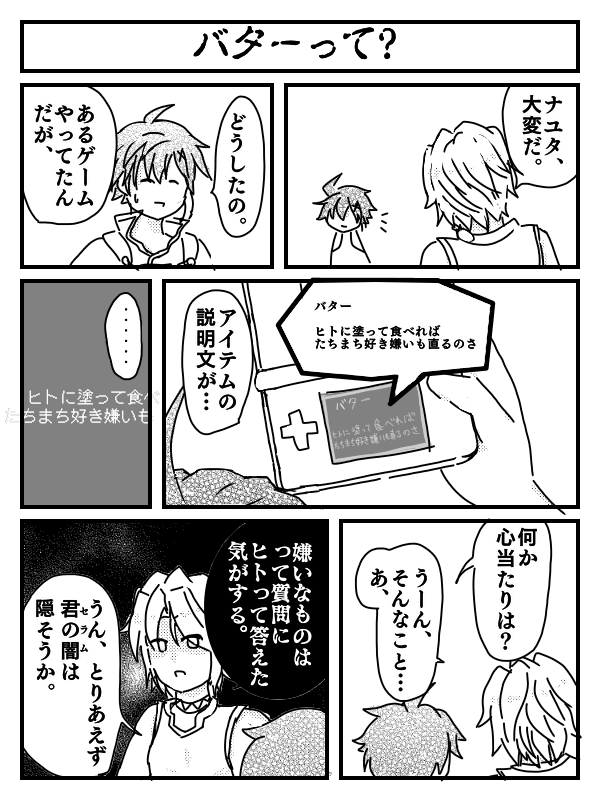 バターって?
ナユタ、
大変だ。
どうしたの。
あるゲーム
やってたん
だが、
アイテムの
説明文が…
バター
ヒトに塗って食べれば
たちまち好き嫌いも直るのさ
バター
ヒトに塗って食べれば
たちまち好き嫌いも直るのさ
……
ヒトに塗って食べ
たちまち好き嫌いも
何か
心当たりは?
うーん、
そんなこと…
あ、
嫌いなものは
って質問に
ヒトって答えた
気がする。
うん、とりあえず
君の闇は
セラム
隠そうか。